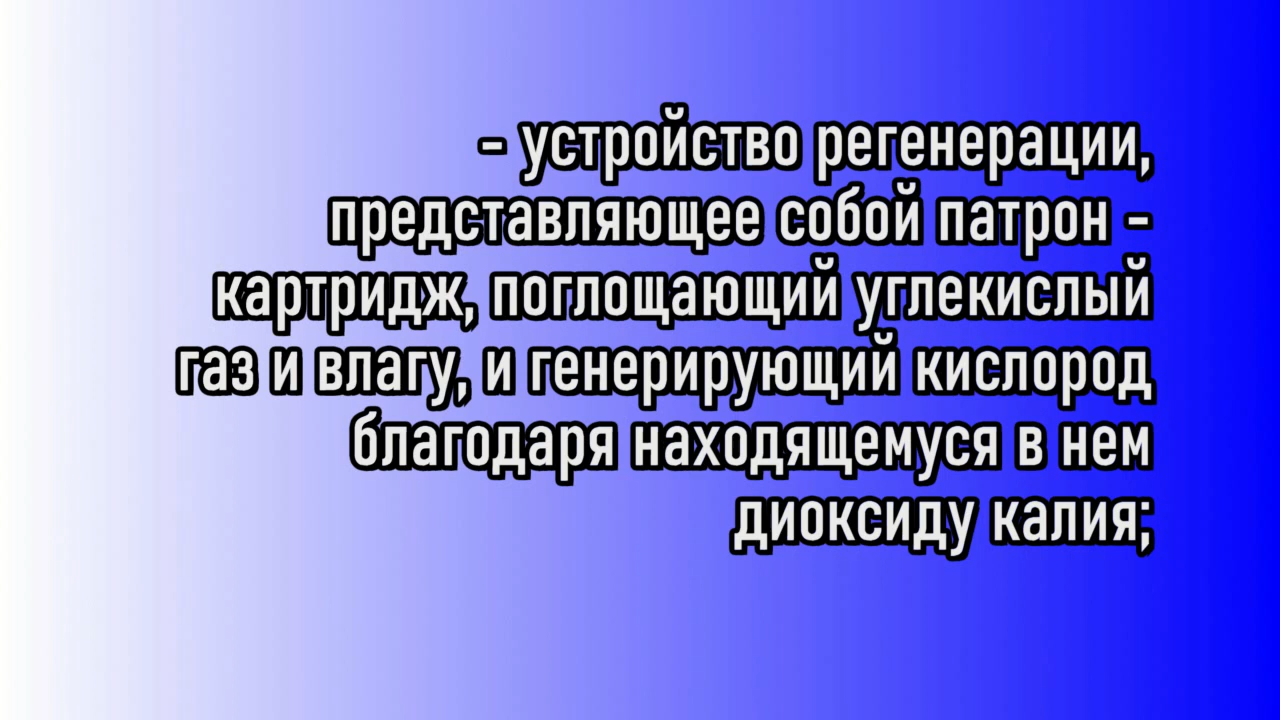 - устройство регенерации,
представляющее собой патрон -
картридж, поглощающий углекислый
газ и влагу, и генерирующий кислород
благодаря находящемуся в нем
диоксиду калия;